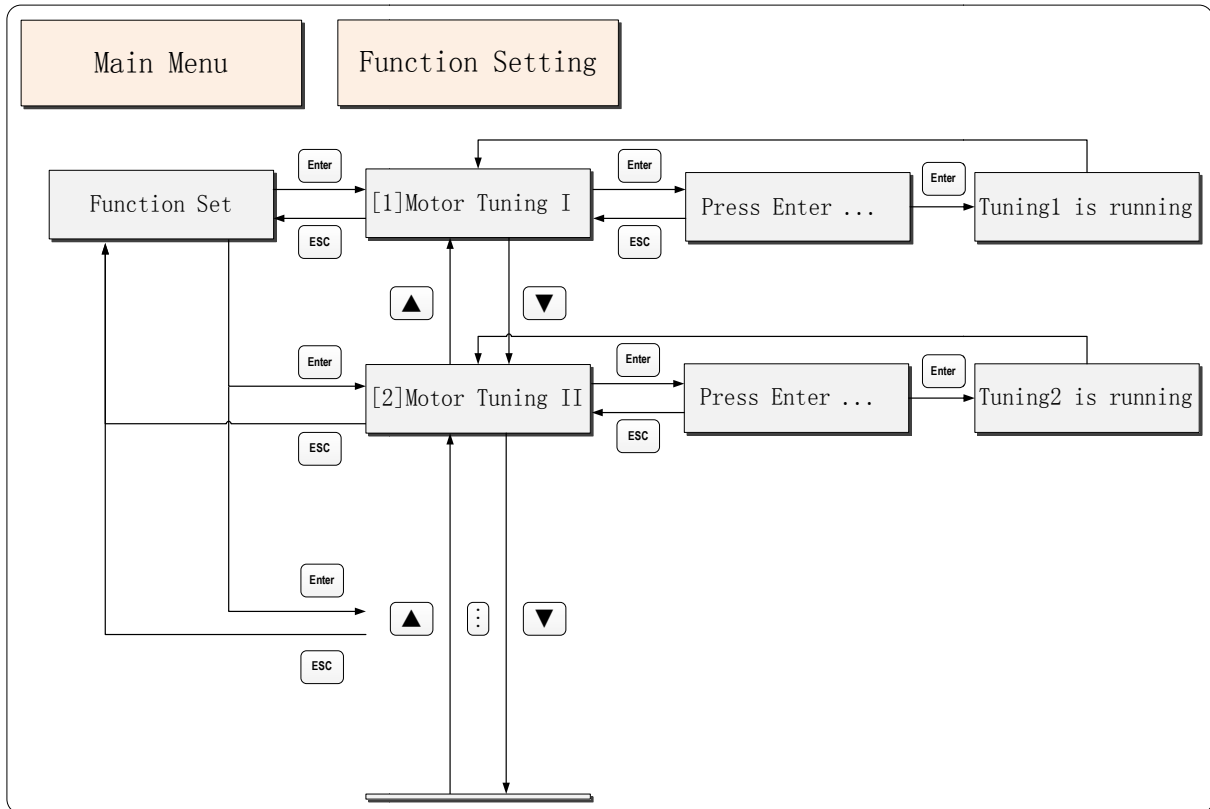 Main Menu
Function Setting
Enter
Enter
Enter
Function Set
[1]Motor Tuning I
Press Enter ...
Tuning1 is running
ESC
ESC
▲
▼
Enter
Enter
Enter
[2]Motor Tuning II
Press Enter ...
Tuning2 is running
ESC
ESC
Enter
▲
⋮
▼
ESC